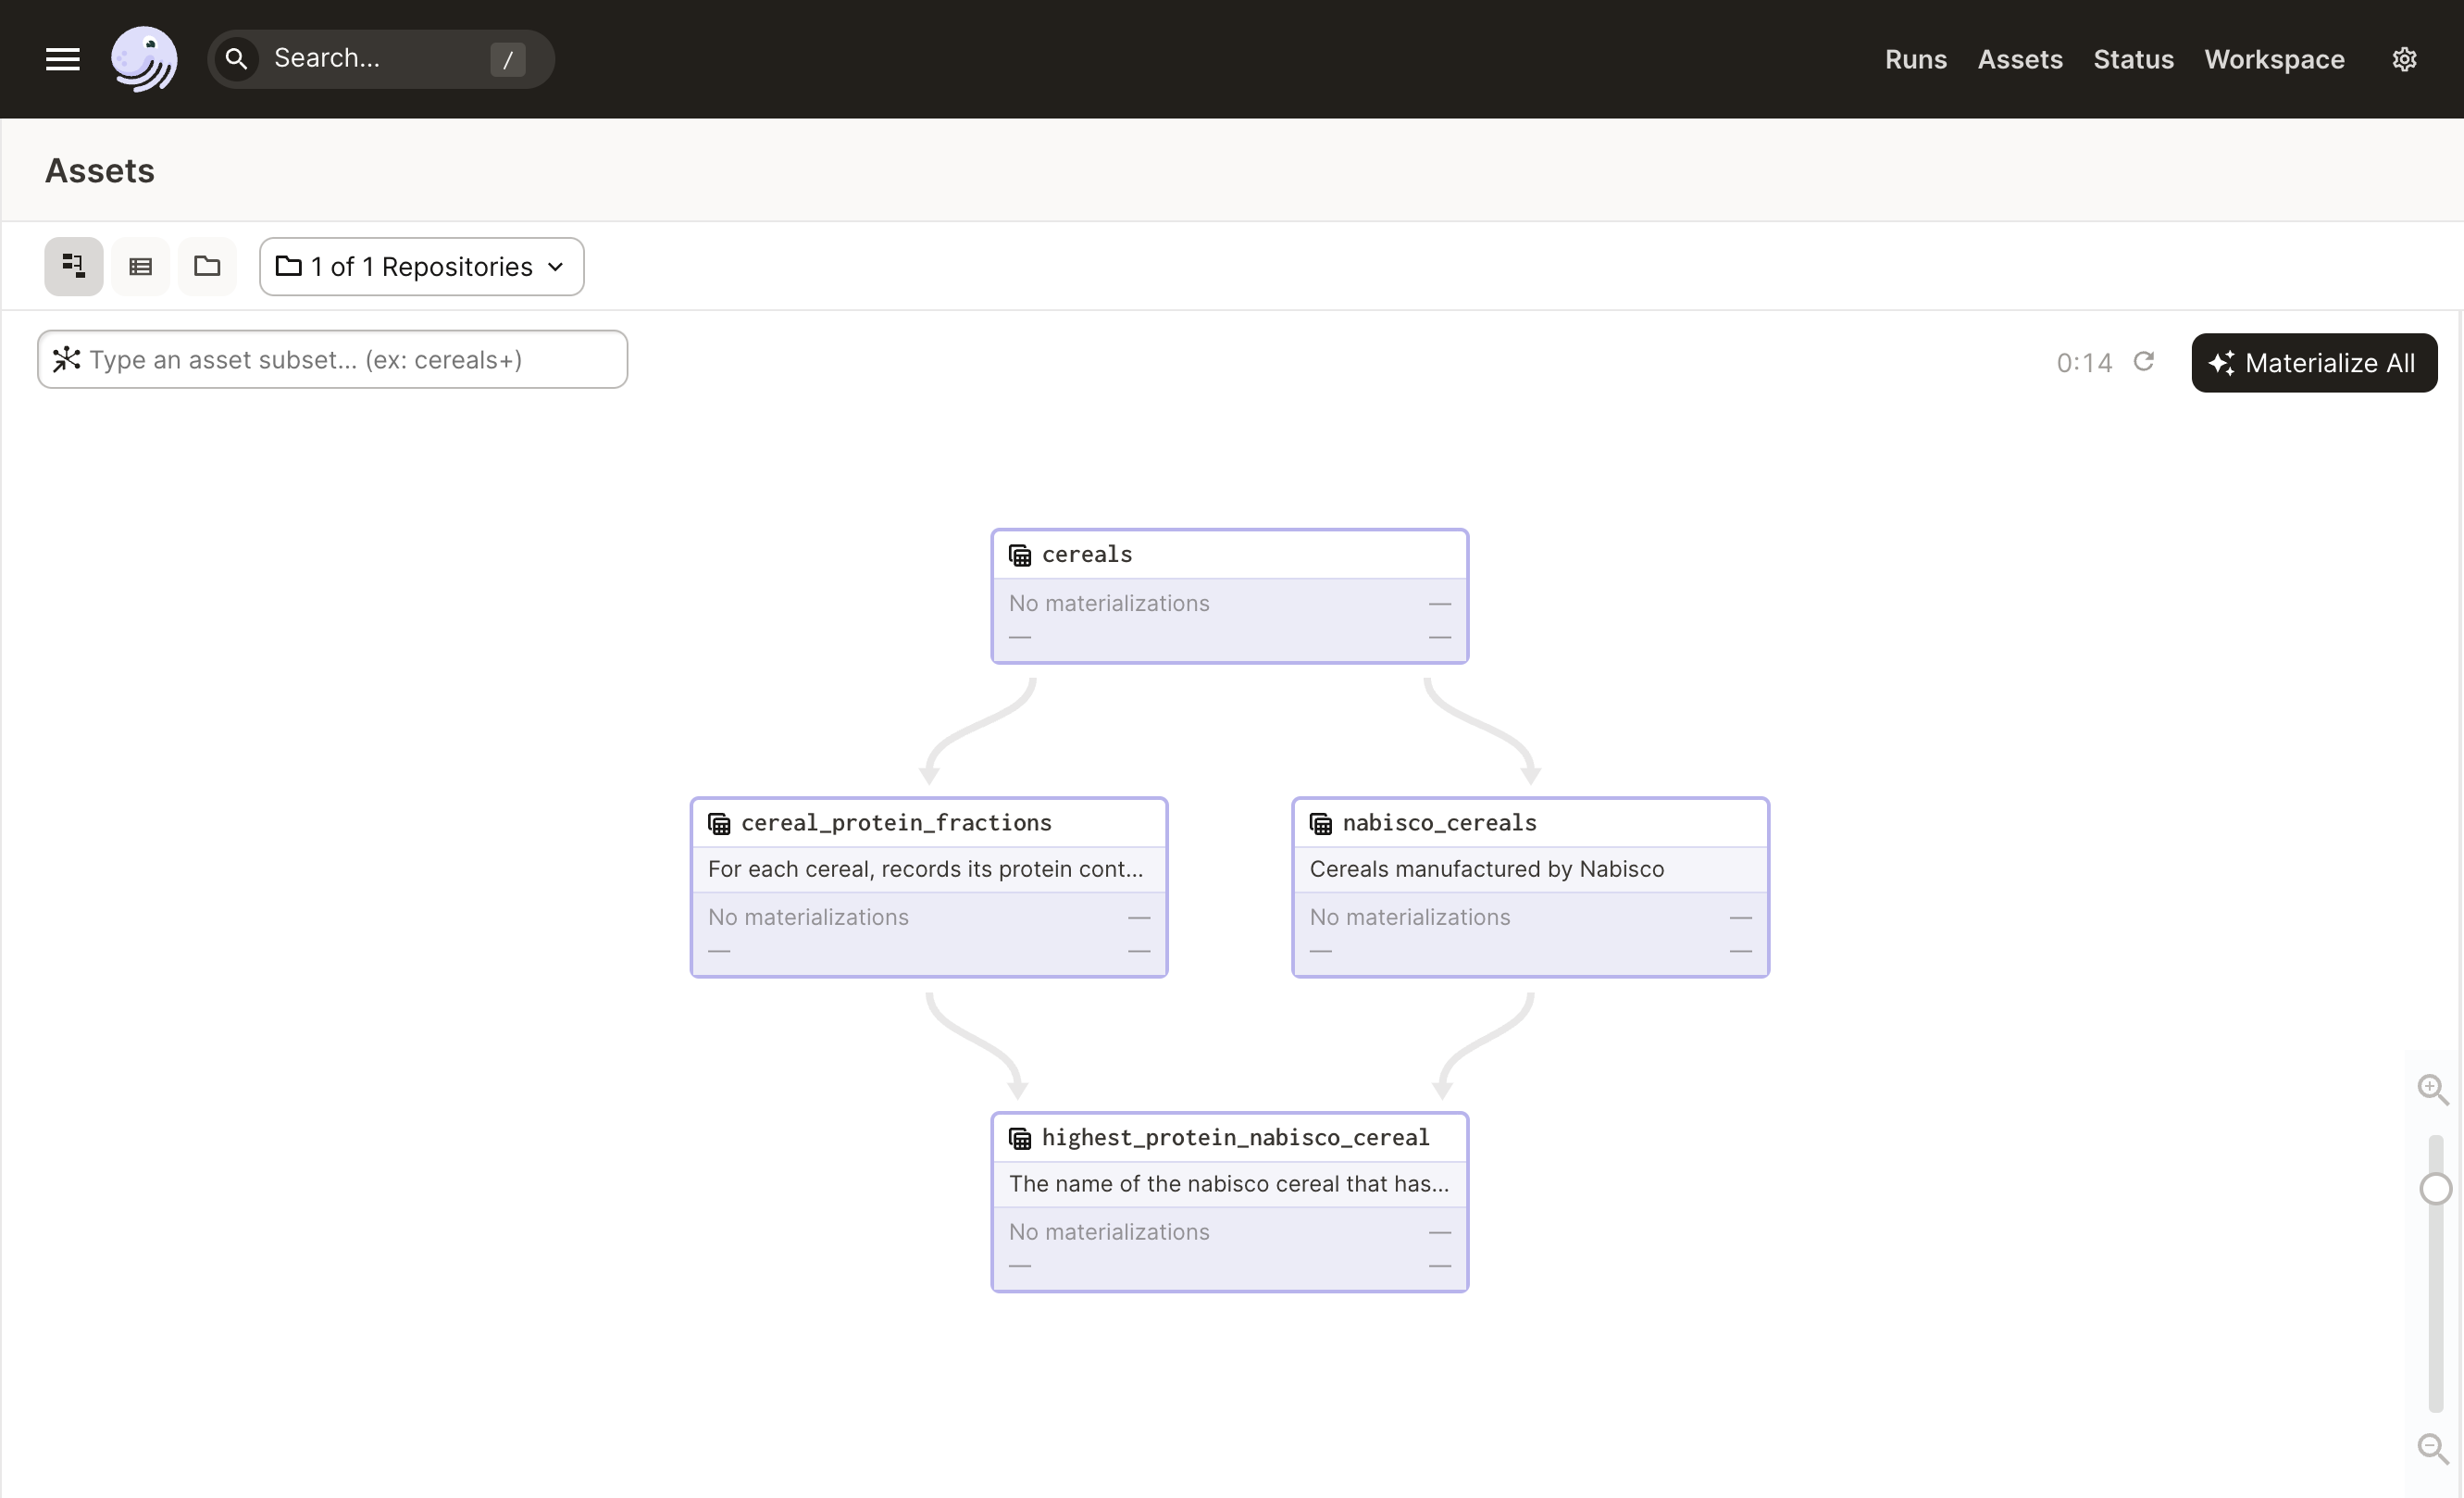 Search... /
Runs Assets Status Workspace
Assets
1 of 1 Repositories
Type an asset subset... (ex: cereals+)
0:14
Materialize All
cereals
No materializations —
— —
cereal_protein_fractions
For each cereal, records its protein cont...
No materializations —
— —
nabisco_cereals
Cereals manufactured by Nabisco
No materializations —
— —
highest_protein_nabisco_cereal
The name of the nabisco cereal that has...
No materializations —
— —